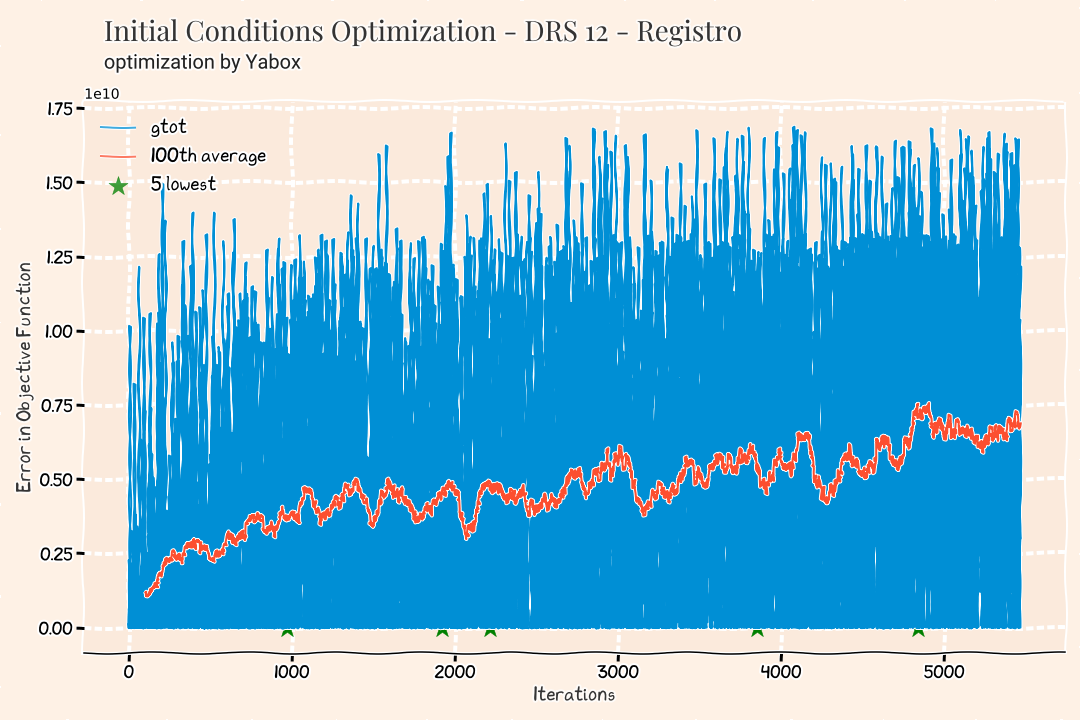 Initial Conditions Optimization - DRS 12 - Registro
optimization by Yabox
1e10
1.75
1.50
1.25
1.00
0.75
0.50
0.25
0.00
Error in Objective Function
gtot
100th average
5 lowest
0 1000 2000 3000 4000 5000
Iterations